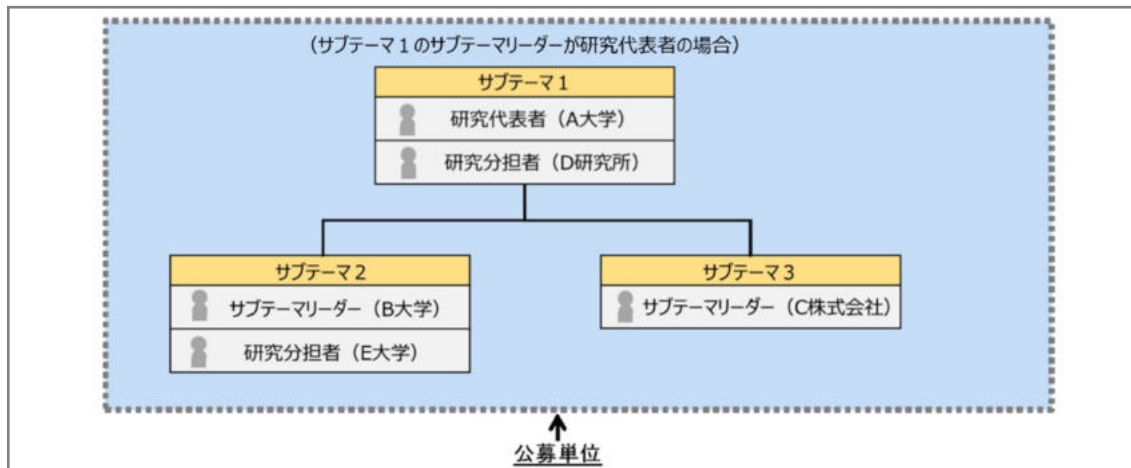 （サブテーマ１のサブテーマリーダーが研究代表者の場合）
サブテーマ１
研究代表者（A大学）
研究分担者（D研究所）
サブテーマ２
サブテーマリーダー（B大学）
研究分担者（E大学）
サブテーマ３
サブテーマリーダー（C株式会社）
公募単位